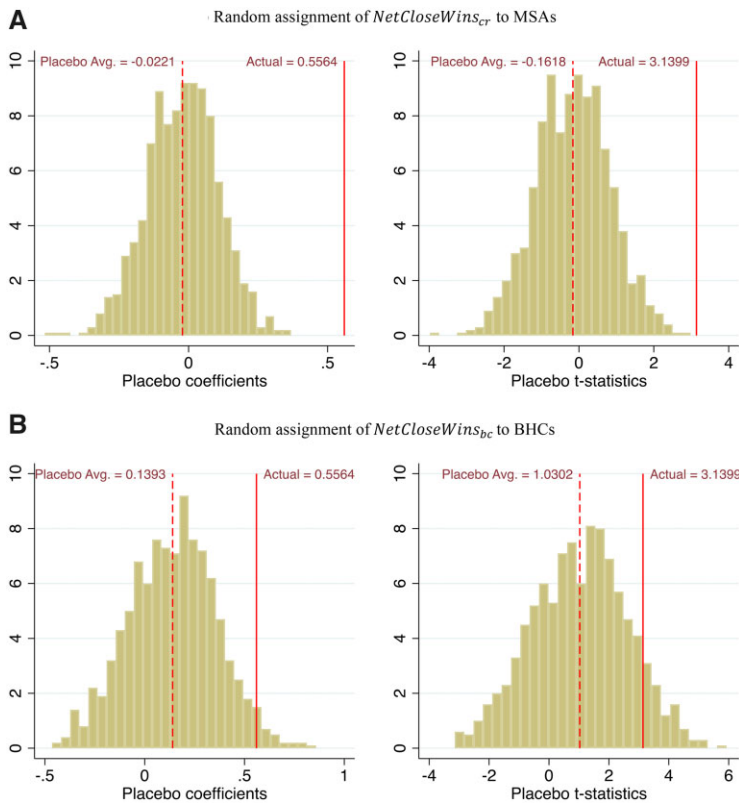 A
Random assignment of NetCloseWins_cr to MSAs
Placebo Avg. = -0.0221
Actual = 0.5564
10
8
6
4
2
0
-.5
0
.5
Placebo coefficients
Placebo Avg. = -0.1618
Actual = 3.1399
10
8
6
4
2
0
-4
-2
0
2
4
Placebo t-statistics
B
Random assignment of NetCloseWins_bc to BHCs
Placebo Avg. = 0.1393
Actual = 0.5564
10
8
6
4
2
0
-.5
0
.5
1
Placebo coefficients
Placebo Avg. = 1.0302
Actual = 3.1399
10
8
6
4
2
0
-4
-2
0
2
4
6
Placebo t-statistics